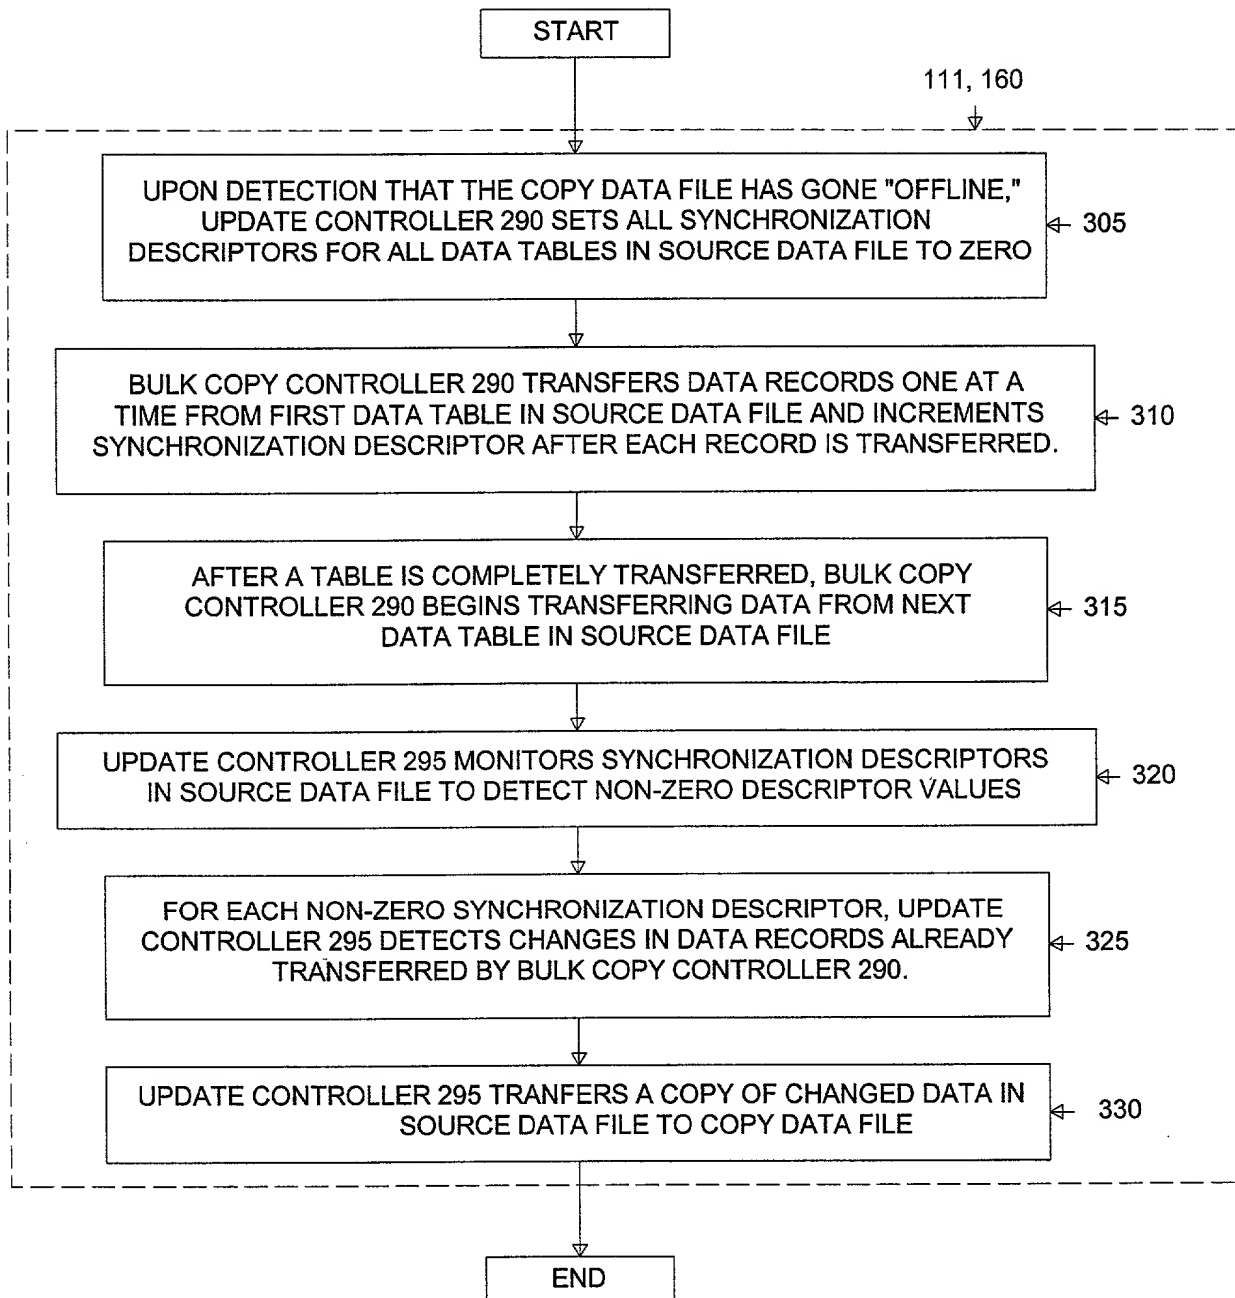 START
111, 160
UPON DETECTION THAT THE COPY DATA FILE HAS GONE "OFFLINE,"
UPDATE CONTROLLER 290 SETS ALL SYNCHRONIZATION
DESCRIPTORS FOR ALL DATA TABLES IN SOURCE DATA FILE TO ZERO
305
BULK COPY CONTROLLER 290 TRANSFERS DATA RECORDS ONE AT A
TIME FROM FIRST DATA TABLE IN SOURCE DATA FILE AND INCREMENTS
SYNCHRONIZATION DESCRIPTOR AFTER EACH RECORD IS TRANSFERRED.
310
AFTER A TABLE IS COMPLETELY TRANSFERRED, BULK COPY
CONTROLLER 290 BEGINS TRANSFERRING DATA FROM NEXT
DATA TABLE IN SOURCE DATA FILE
315
UPDATE CONTROLLER 295 MONITORS SYNCHRONIZATION DESCRIPTORS
IN SOURCE DATA FILE TO DETECT NON-ZERO DESCRIPTOR VALUES
320
FOR EACH NON-ZERO SYNCHRONIZATION DESCRIPTOR, UPDATE
CONTROLLER 295 DETECTS CHANGES IN DATA RECORDS ALREADY
TRANSFERRED BY BULK COPY CONTROLLER 290.
325
UPDATE CONTROLLER 295 TRANFERS A COPY OF CHANGED DATA IN
SOURCE DATA FILE TO COPY DATA FILE
330
END